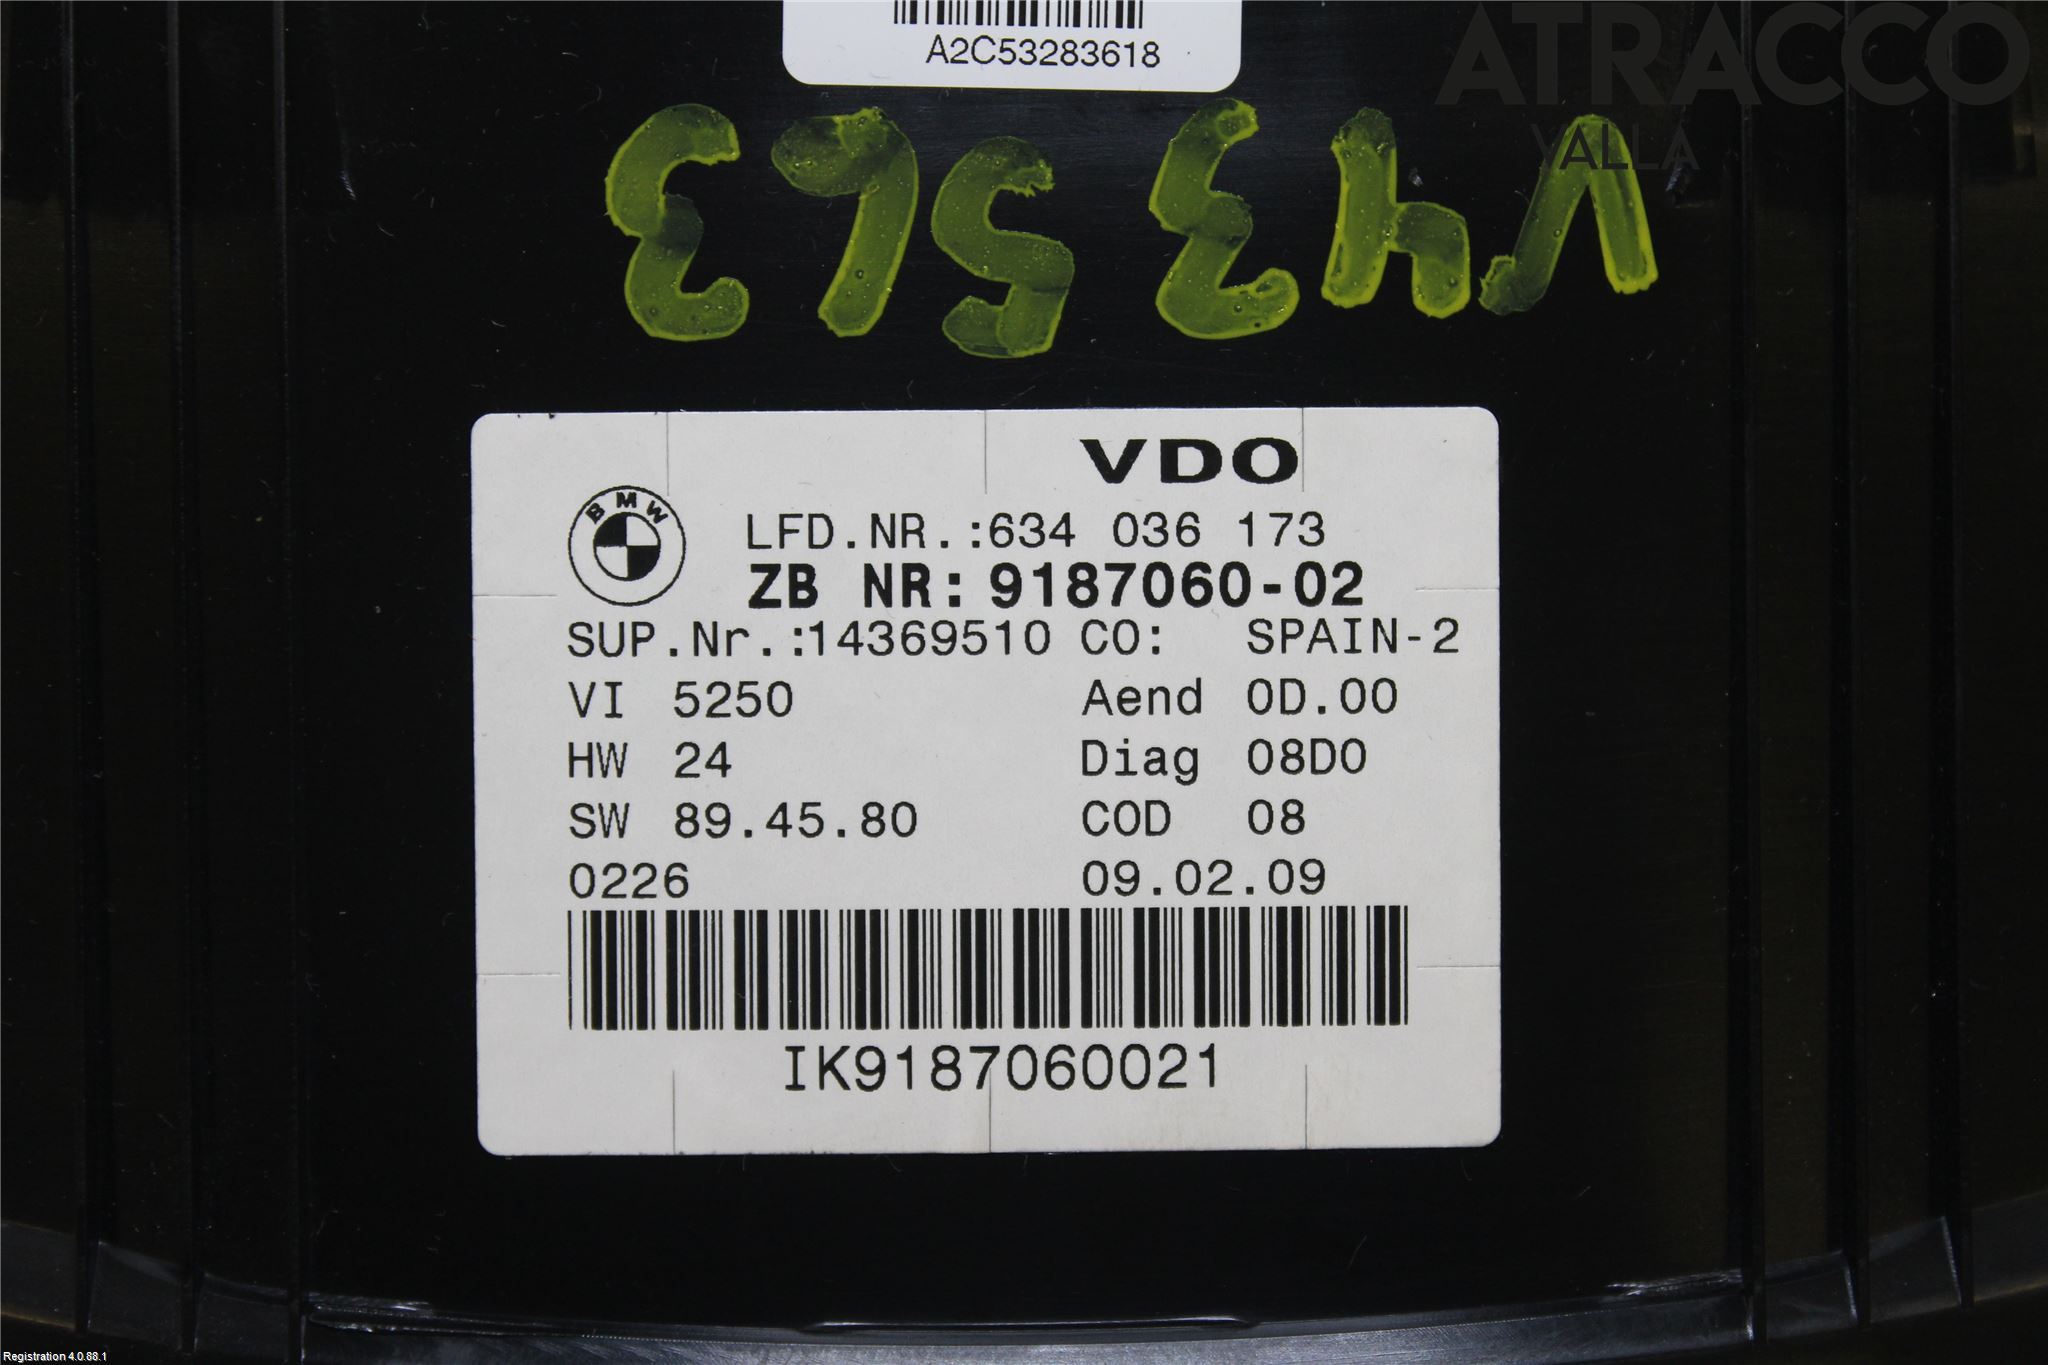 A2C53283618
ATRACCO
VALLA
V43563
VDO
BMW
LFD.NR.:634 036 173
ZB NR: 9187060-02
SUP.Nr.:14369510 CO: SPAIN-2
VI 5250 Aend 0D.00
HW 24 Diag 08D0
SW 89.45.80 COD 08
0226 09.02.09
IK9187060021
Registration 4.0.88.1